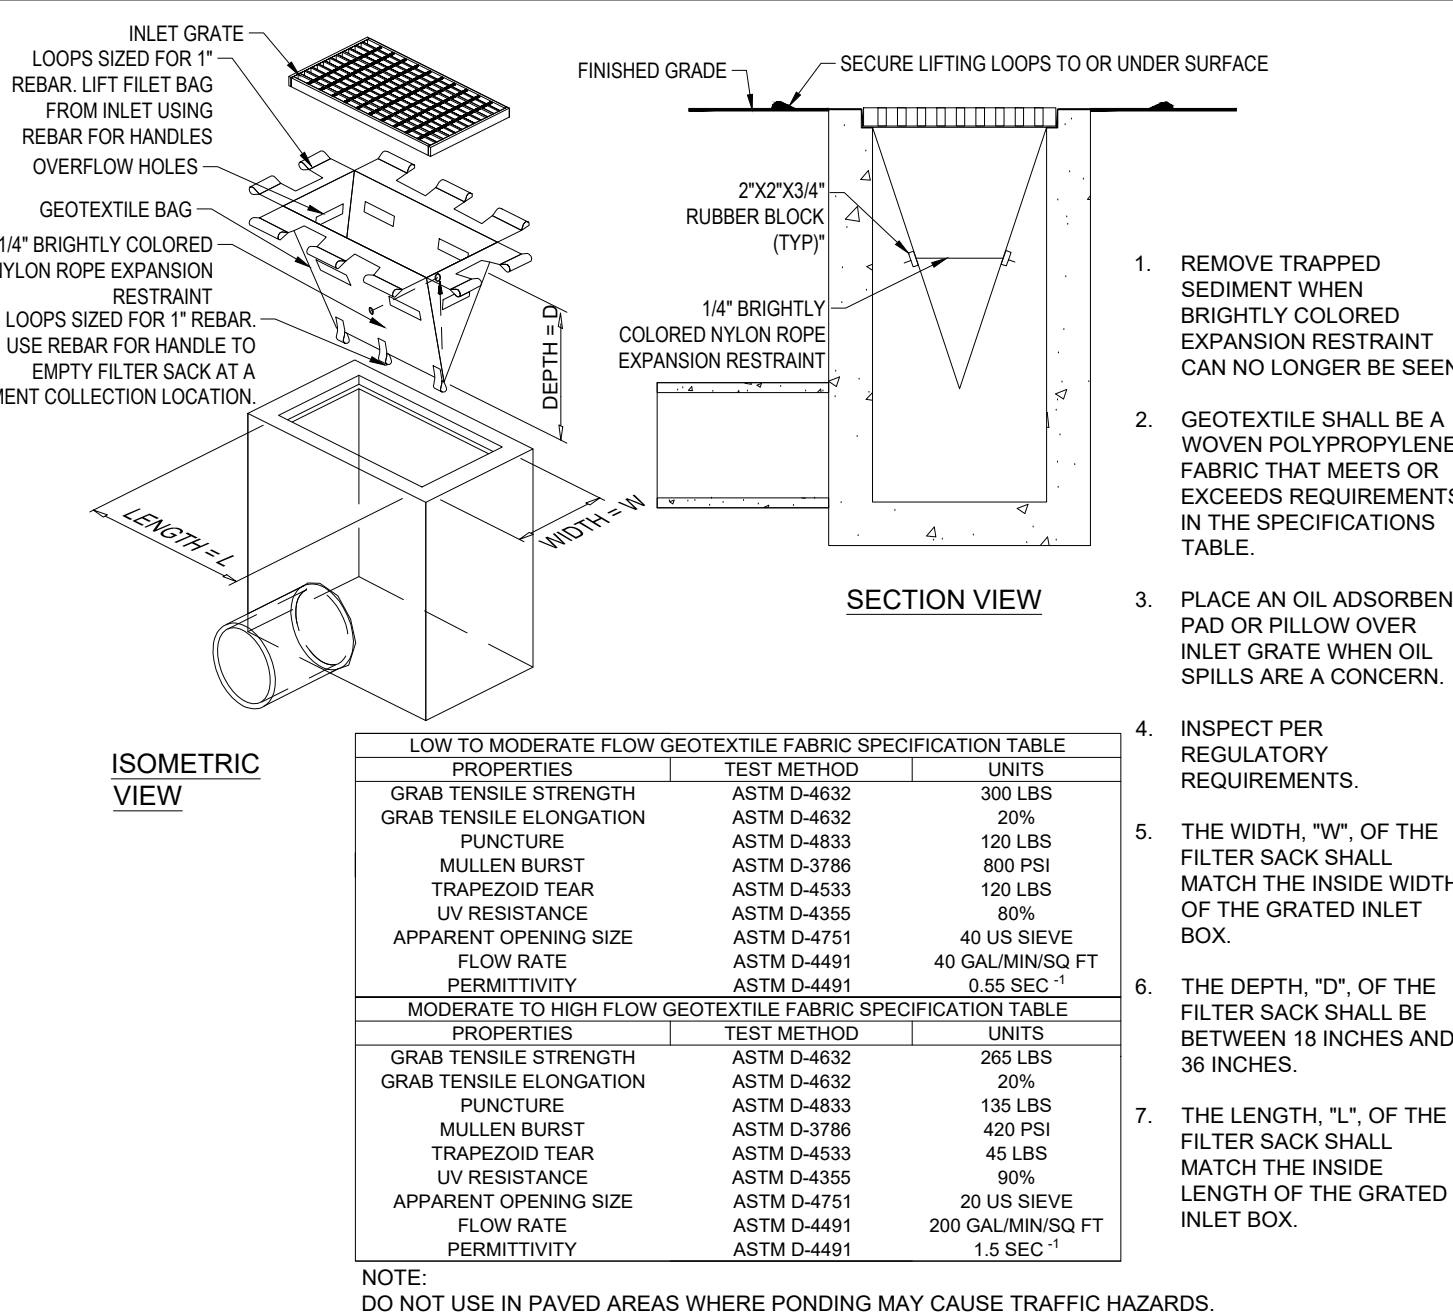 INLET GRATE
LOOPS SIZED FOR 1"
REBAR. LIFT FILET BAG
FROM INLET USING
REBAR FOR HANDLES
OVERFLOW HOLES
GEOTEXTILE BAG
1/4" BRIGHTLY COLORED
NYLON ROPE EXPANSION
RESTRAINT
LOOPS SIZED FOR 1" REBAR.
USE REBAR FOR HANDLE TO
EMPTY FILTER SACK AT A
MENT COLLECTION LOCATION.
DEPTH = D
LENGTH = L
WIDTH = W
ISOMETRIC
VIEW
FINISHED GRADE
SECURE LIFTING LOOPS TO OR UNDER SURFACE
2"X2"X3/4"
RUBBER BLOCK
(TYP)"
1/4" BRIGHTLY
COLORED NYLON ROPE
EXPANSION RESTRAINT
SECTION VIEW
1. REMOVE TRAPPED
SEDIMENT WHEN
BRIGHTLY COLORED
EXPANSION RESTRAINT
CAN NO LONGER BE SEEN
2. GEOTEXTILE SHALL BE A
WOVEN POLYPROPYLENE
FABRIC THAT MEETS OR
EXCEEDS REQUIREMENTS
IN THE SPECIFICATIONS
TABLE.
3. PLACE AN OIL ADSORBEN
PAD OR PILLOW OVER
INLET GRATE WHEN OIL
SPILLS ARE A CONCERN.
4. INSPECT PER
REGULATORY
REQUIREMENTS.
5. THE WIDTH, "W", OF THE
FILTER SACK SHALL
MATCH THE INSIDE WIDTH
OF THE GRATED INLET
BOX.
6. THE DEPTH, "D", OF THE
FILTER SACK SHALL BE
BETWEEN 18 INCHES AND
36 INCHES.
7. THE LENGTH, "L", OF THE
FILTER SACK SHALL
MATCH THE INSIDE
LENGTH OF THE GRATED
INLET BOX.
LOW TO MODERATE FLOW GEOTEXTILE FABRIC SPECIFICATION TABLE
PROPERTIES TEST METHOD UNITS
GRAB TENSILE STRENGTH ASTM D-4632 300 LBS
GRAB TENSILE ELONGATION ASTM D-4632 20%
PUNCTURE ASTM D-4833 120 LBS
MULLEN BURST ASTM D-3786 800 PSI
TRAPEZOID TEAR ASTM D-4533 120 LBS
UV RESISTANCE ASTM D-4355 80%
APPARENT OPENING SIZE ASTM D-4751 40 US SIEVE
FLOW RATE ASTM D-4491 40 GAL/MIN/SQ FT
PERMITTIVITY ASTM D-4491 0.55 SEC -1
MODERATE TO HIGH FLOW GEOTEXTILE FABRIC SPECIFICATION TABLE
PROPERTIES TEST METHOD UNITS
GRAB TENSILE STRENGTH ASTM D-4632 265 LBS
GRAB TENSILE ELONGATION ASTM D-4632 20%
PUNCTURE ASTM D-4833 135 LBS
MULLEN BURST ASTM D-3786 420 PSI
TRAPEZOID TEAR ASTM D-4533 45 LBS
UV RESISTANCE ASTM D-4355 90%
APPARENT OPENING SIZE ASTM D-4751 20 US SIEVE
FLOW RATE ASTM D-4491 200 GAL/MIN/SQ FT
PERMITTIVITY ASTM D-4491 1.5 SEC -1
NOTE:
DO NOT USE IN PAVED AREAS WHERE PONDING MAY CAUSE TRAFFIC HAZARDS.